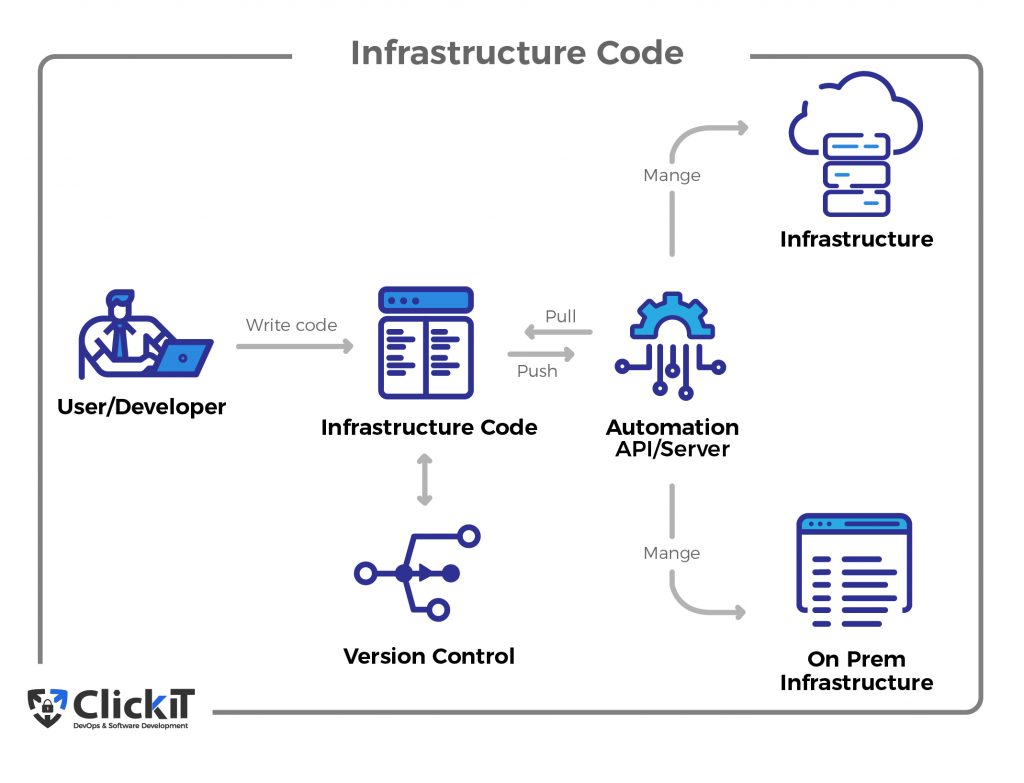 Infrastructure Code
Mange
Infrastructure
Write code
Pull
Push
User/Developer
Infrastructure Code
Automation
API/Server
Mange
Version Control
On Prem
Infrastructure
ClickIT
DevOps & Software Development